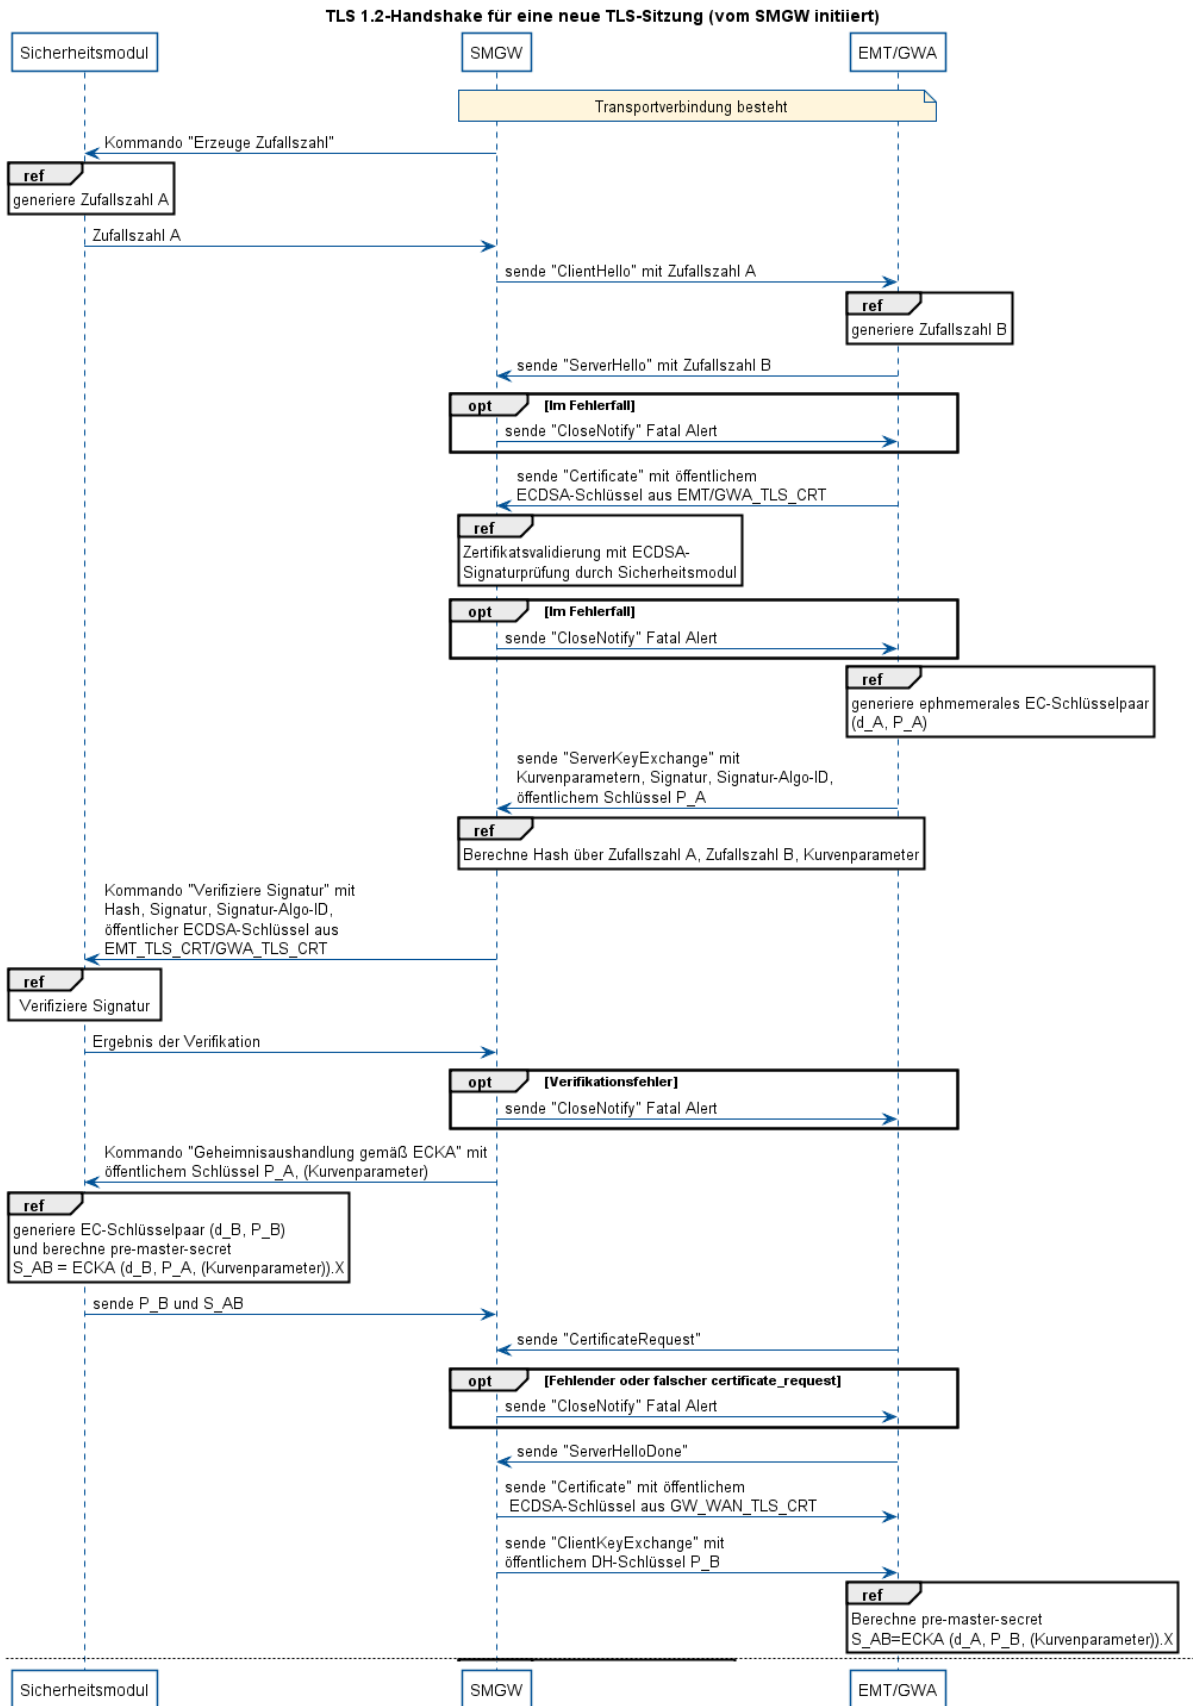 TLS 1.2-Handshake für eine neue TLS-Sitzung (vom SMGW initiiert)
Sicherheitsmodul
SMGW
EMT/GWA
Transportverbindung besteht
Kommando "Erzeuge Zufallszahl"
ref
generiere Zufallszahl A
Zufallszahl A
sende "ClientHello" mit Zufallszahl A
ref
generiere Zufallszahl B
sende "ServerHello" mit Zufallszahl B
opt
[Im Fehlerfall]
sende "CloseNotify" Fatal Alert
sende "Certificate" mit öffentlichem
ECDSA-Schlüssel aus EMT/GWA_TLS_CRT
ref
Zertifikatsvalidierung mit ECDSA-
Signaturprüfung durch Sicherheitsmodul
opt
[Im Fehlerfall]
sende "CloseNotify" Fatal Alert
ref
generiere ephmemerales EC-Schlüsselpaar
(d_A, P_A)
sende "ServerKeyExchange" mit
Kurvenparametern, Signatur, Signatur-Algo-ID,
öffentlichem Schlüssel P_A
ref
Berechne Hash über Zufallszahl A, Zufallszahl B, Kurvenparameter
Kommando "Verifiziere Signatur" mit
Hash, Signatur, Signatur-Algo-ID,
öffentlicher ECDSA-Schlüssel aus
EMT_TLS_CRT/GWA_TLS_CRT
ref
Verifiziere Signatur
Ergebnis der Verifikation
opt
[Verifikationsfehler]
sende "CloseNotify" Fatal Alert
Kommando "Geheimnisaushandlung gemäß ECKA" mit
öffentlichem Schlüssel P_A, (Kurvenparameter)
ref
generiere EC-Schlüsselpaar (d_B, P_B)
und berechne pre-master-secret
S_AB = ECKA (d_B, P_A, (Kurvenparameter)).X
sende P_B und S_AB
sende "CertificateRequest"
opt
[Fehlender oder falscher certificate_request]
sende "CloseNotify" Fatal Alert
sende "ServerHelloDone"
sende "Certificate" mit öffentlichem
ECDSA-Schlüssel aus GW_WAN_TLS_CRT
sende "ClientKeyExchange" mit
öffentlichem DH-Schlüssel P_B
ref
Berechne pre-master-secret
S_AB=ECKA (d_A, P_B, (Kurvenparameter)).X
Sicherheitsmodul
SMGW
EMT/GWA